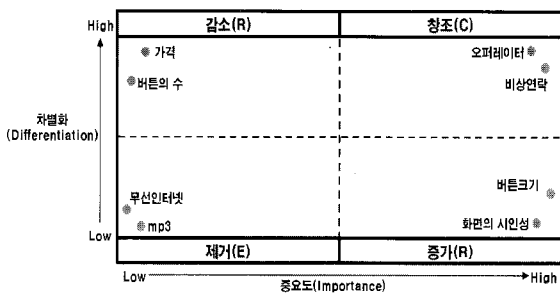 High
감소(R)
창조(C)
가격
오퍼레이터
버튼의 수
비상연락
차별화
(Differentiation)
무선인터넷
버튼크기
mp3
화면의 시인성
Low
제거(E)
증가(R)
Low
High
중요도(Importance)